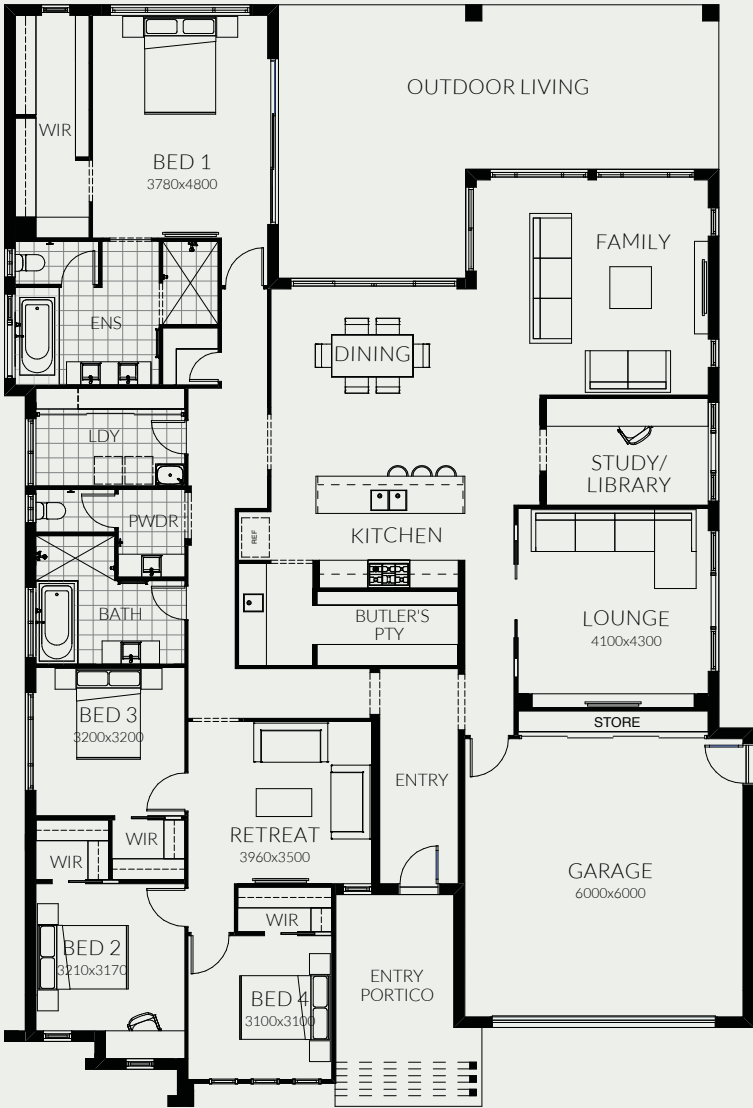 OUTDOOR LIVING
WIR
BED 1
3780x4800
FAMILY
ENS
DINING
LDY
STUDY/
LIBRARY
PWDR
REF
KITCHEN
BATH
BUTLER'S
PTY
LOUNGE
4100x4300
BED 3
3200x3200
STORE
ENTRY
WIR
WIR
RETREAT
3960x3500
GARAGE
6000x6000
WIR
BED 2
3210x3170
ENTRY
PORTICO
BED 4
3100x3100